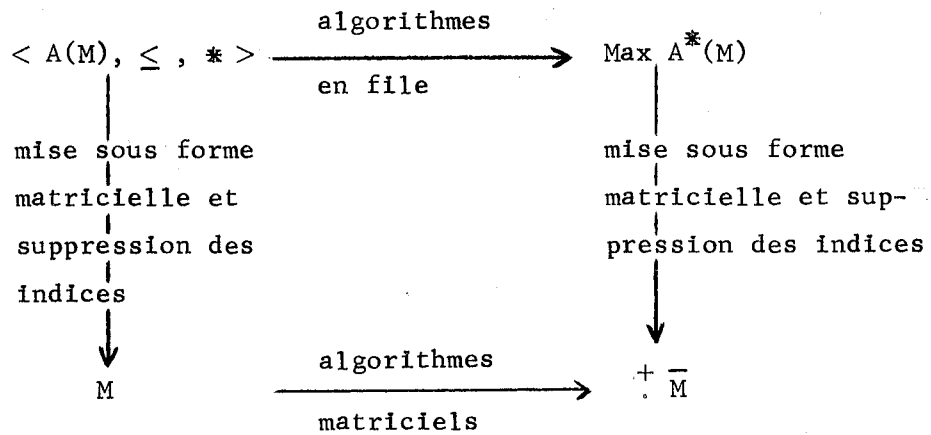 algorithmes
< A(M), ≤ , * > Max A*(M)
en file
mise sous forme
matricielle et
suppression des
indices
mise sous forme
matricielle et sup-
pression des indices
algorithmes
M + M̅
matriciels